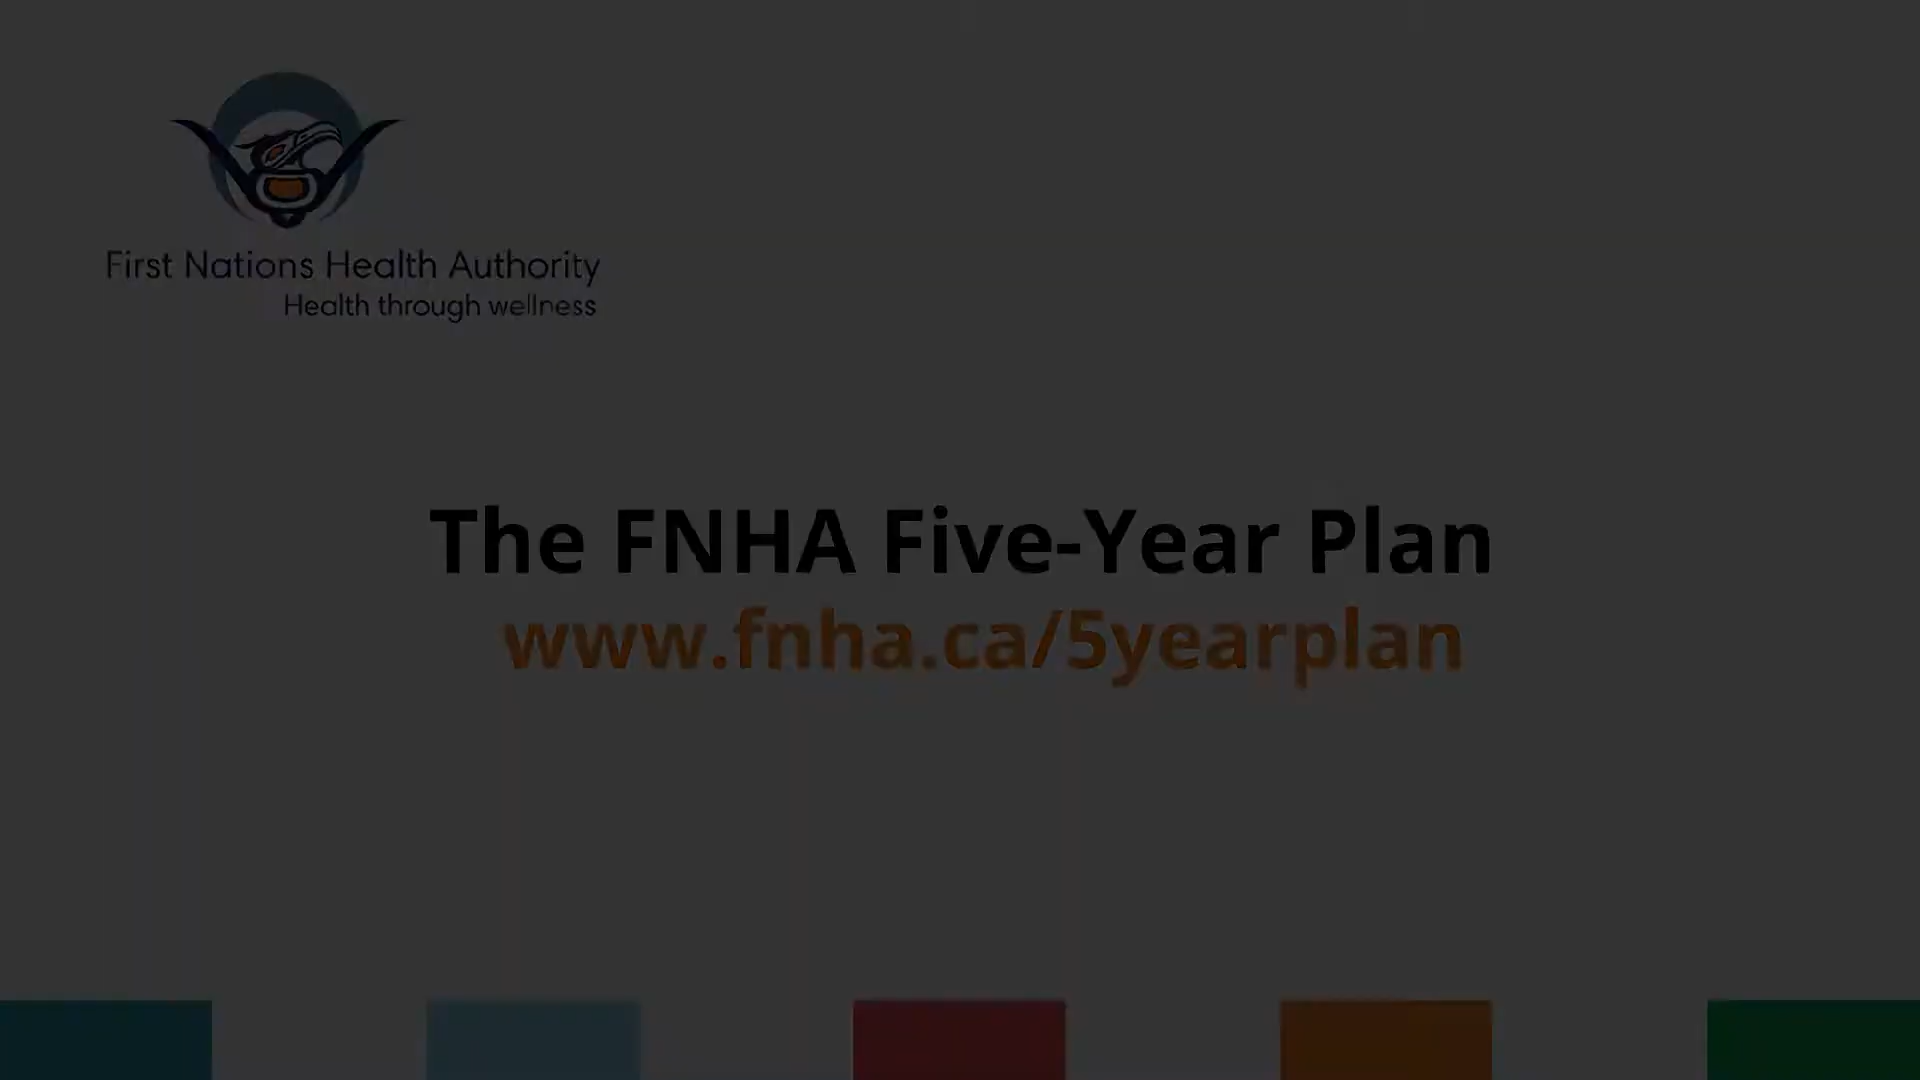 First Nations Health Authority
Health through wellness
The FNHA Five-Year Plan
www.fnha.ca/5yearplan